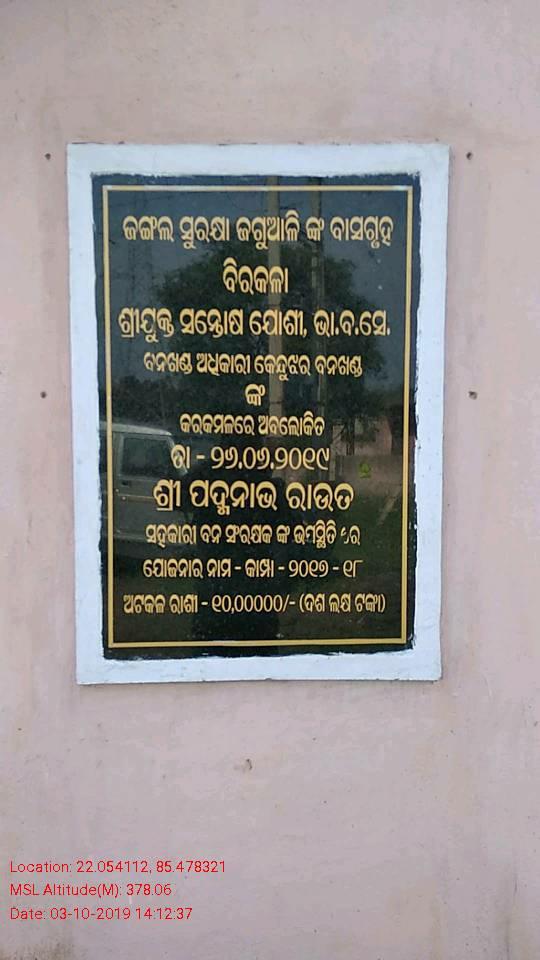 ଜଙ୍ଗଲ ସୁରକ୍ଷା ଜଗୁଆଳି ଙ୍କ ବାସଗୃହ
ବିରକଳା
ଶ୍ରୀଯୁକ୍ତ ସନ୍ତୋଷ ଯୋଶୀ, ଭା.ବ.ସେ.
ବନଖଣ୍ଡ ଅଧିକାରୀ କେନ୍ଦୁଝର ବନଖଣ୍ଡ
ଙ୍କ
କରକମଳରେ ଅବଲୋକିତ
ତା - ୨୬.୦୬.୨୦୧୯
ଶ୍ରୀ ପଦ୍ମନାଭ ରାଉତ
ସହକାରୀ ବନ ସଂରକ୍ଷକ ଙ୍କ ଉପସ୍ଥିତି ରେ
ଯୋଜନାର ନାମ - କାମ୍ପା - ୨୦୧୭ - ୧୮
ଅଟକଳ ରାଶୀ - ୧୦,00000/- (ଦଶ ଲକ୍ଷ ଟଙ୍କା)
Location: 22.054112, 85.478321
MSL Altitude(M): 378.06
Date: 03-10-2019 14:12:37